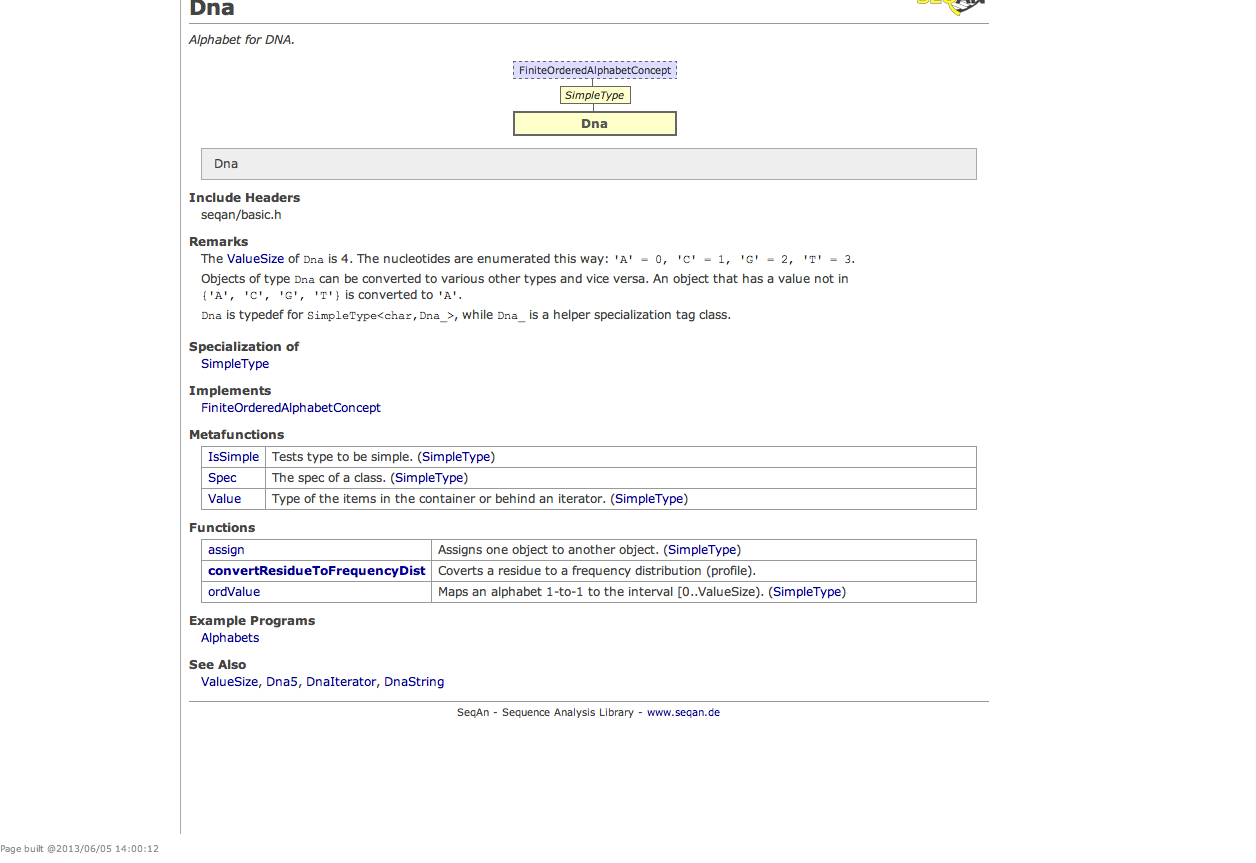 Dna
SEQAN
Alphabet for DNA.
FiniteOrderedAlphabetConcept
SimpleType
Dna
Dna
Include Headers
seqan/basic.h
Remarks
The ValueSize of Dna is 4. The nucleotides are enumerated this way: 'A' = 0, 'C' = 1, 'G' = 2, 'T' = 3.
Objects of type Dna can be converted to various other types and vice versa. An object that has a value not in
{'A', 'C', 'G', 'T'} is converted to 'A'.
Dna is typedef for SimpleType<char,Dna_>, while Dna_ is a helper specialization tag class.
Specialization of
SimpleType
Implements
FiniteOrderedAlphabetConcept
Metafunctions
IsSimple Tests type to be simple. (SimpleType)
Spec The spec of a class. (SimpleType)
Value Type of the items in the container or behind an iterator. (SimpleType)
Functions
assign Assigns one object to another object. (SimpleType)
convertResidueToFrequencyDist Coverts a residue to a frequency distribution (profile).
ordValue Maps an alphabet 1-to-1 to the interval [0..ValueSize). (SimpleType)
Example Programs
Alphabets
See Also
ValueSize, Dna5, DnaIterator, DnaString
SeqAn - Sequence Analysis Library - www.seqan.de
Page built @2013/06/05 14:00:12